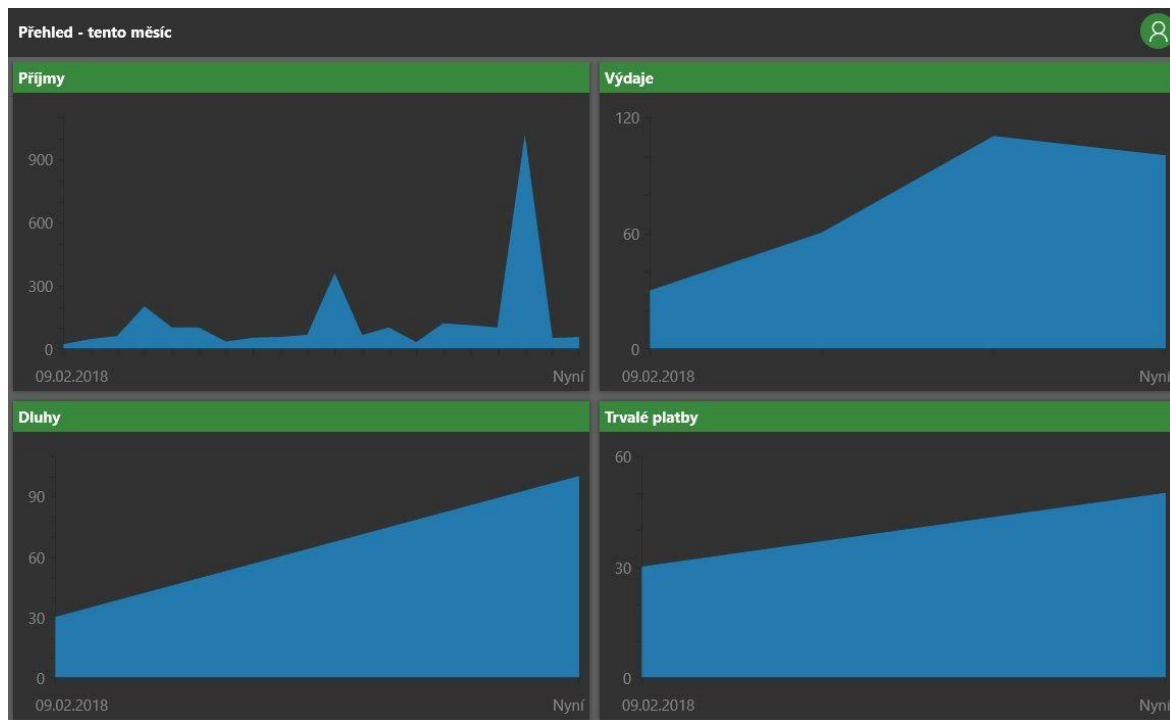 Přehled - tento měsíc
Příjmy
900
600
300
0
09.02.2018 Nyní
Výdaje
120
60
0
09.02.2018 Nyní
Dluhy
90
60
30
0
09.02.2018 Nyní
Trvalé platby
60
30
0
09.02.2018 Nyní